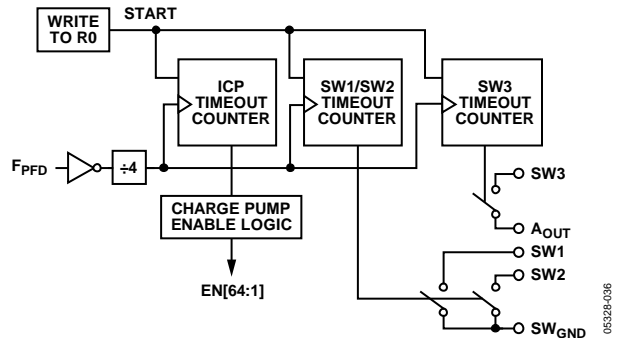 WRITE
TO R0
START
ICP
TIMEOUT
COUNTER
SW1/SW2
TIMEOUT
COUNTER
SW3
TIMEOUT
COUNTER
FPFD
÷4
CHARGE PUMP
ENABLE LOGIC
EN[64:1]
SW3
AOUT
SW1
SW2
SWGND
05328-036